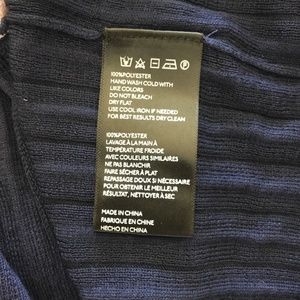 100%POLYESTER
HAND WASH COLD WITH
LIKE COLORS
DO NOT BLEACH
DRY FLAT
USE COOL IRON IF NEEDED
FOR BEST RESULTS DRY CLEAN
100%POLYESTER
LAVAGE À LA MAIN À
TEMPÉRATURE FROIDE
AVEC COULEURS SIMILAIRES
NE PAS BLANCHIR
FAIRE SÉCHER À PLAT
REPASSAGE DOUX SI NÉCESSAIRE
POUR OBTENIR LE MEILLEUR
RÉSULTAT, NETTOYER À SEC
MADE IN CHINA
FABRIQUÉ EN CHINE
HECHO EN CHINA